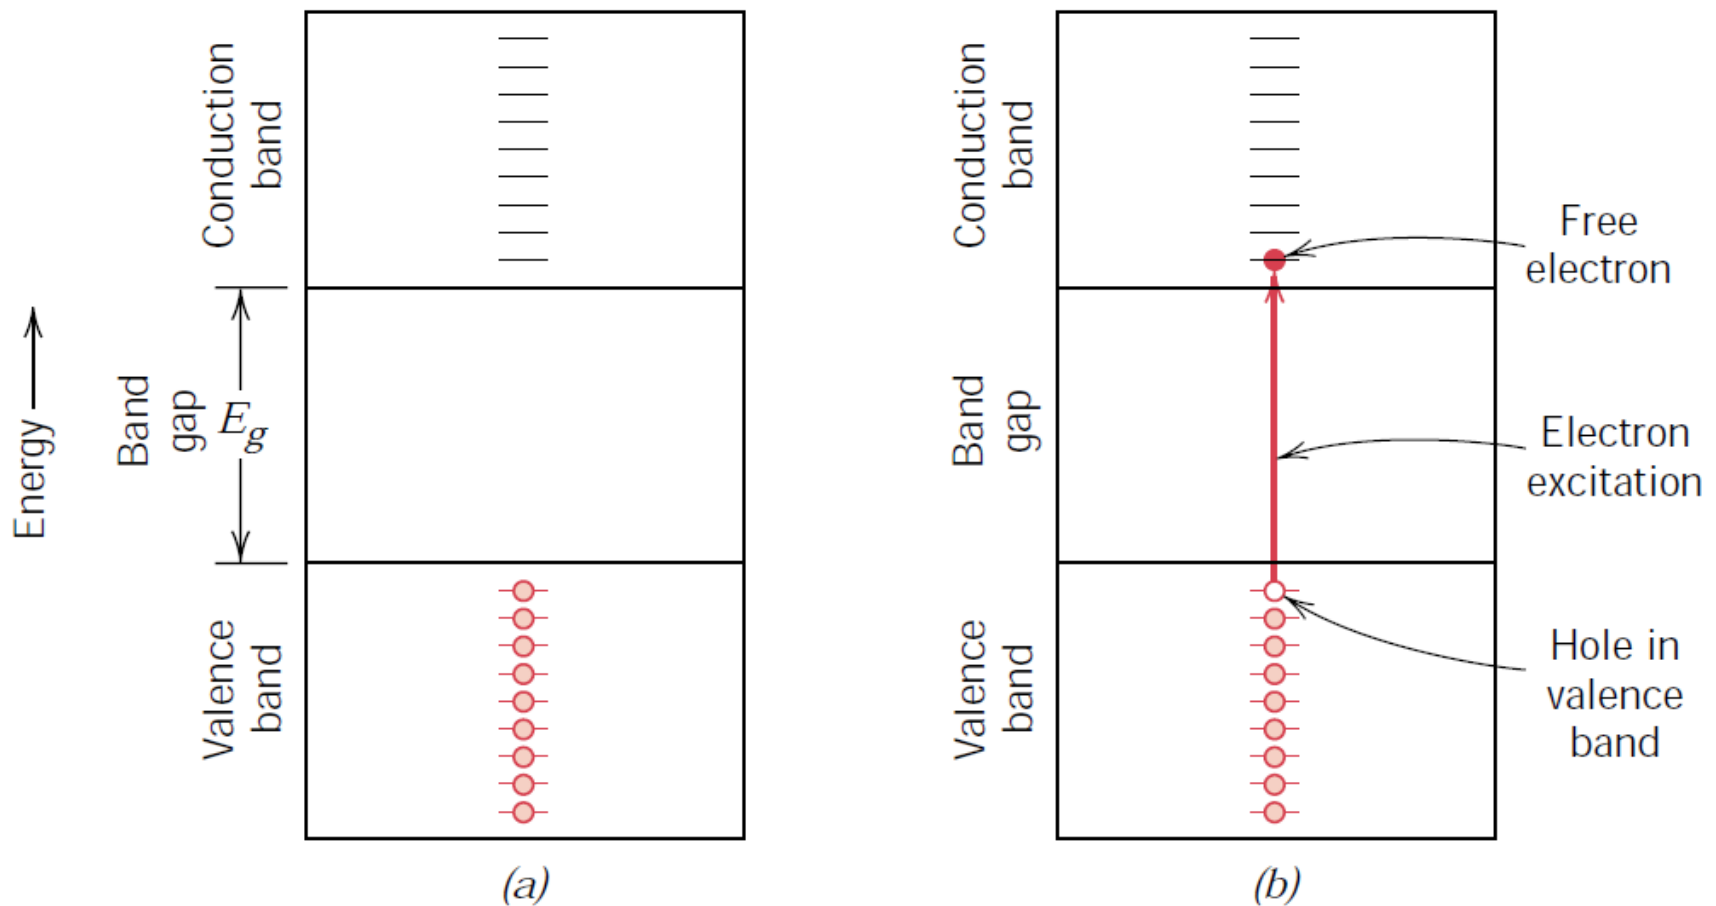 Energy
Conduction
band
Band
gap
E_g
Valence
band
(a)
Conduction
band
Band
gap
Valence
band
Free
electron
Electron
excitation
Hole in
valence
band
(b)